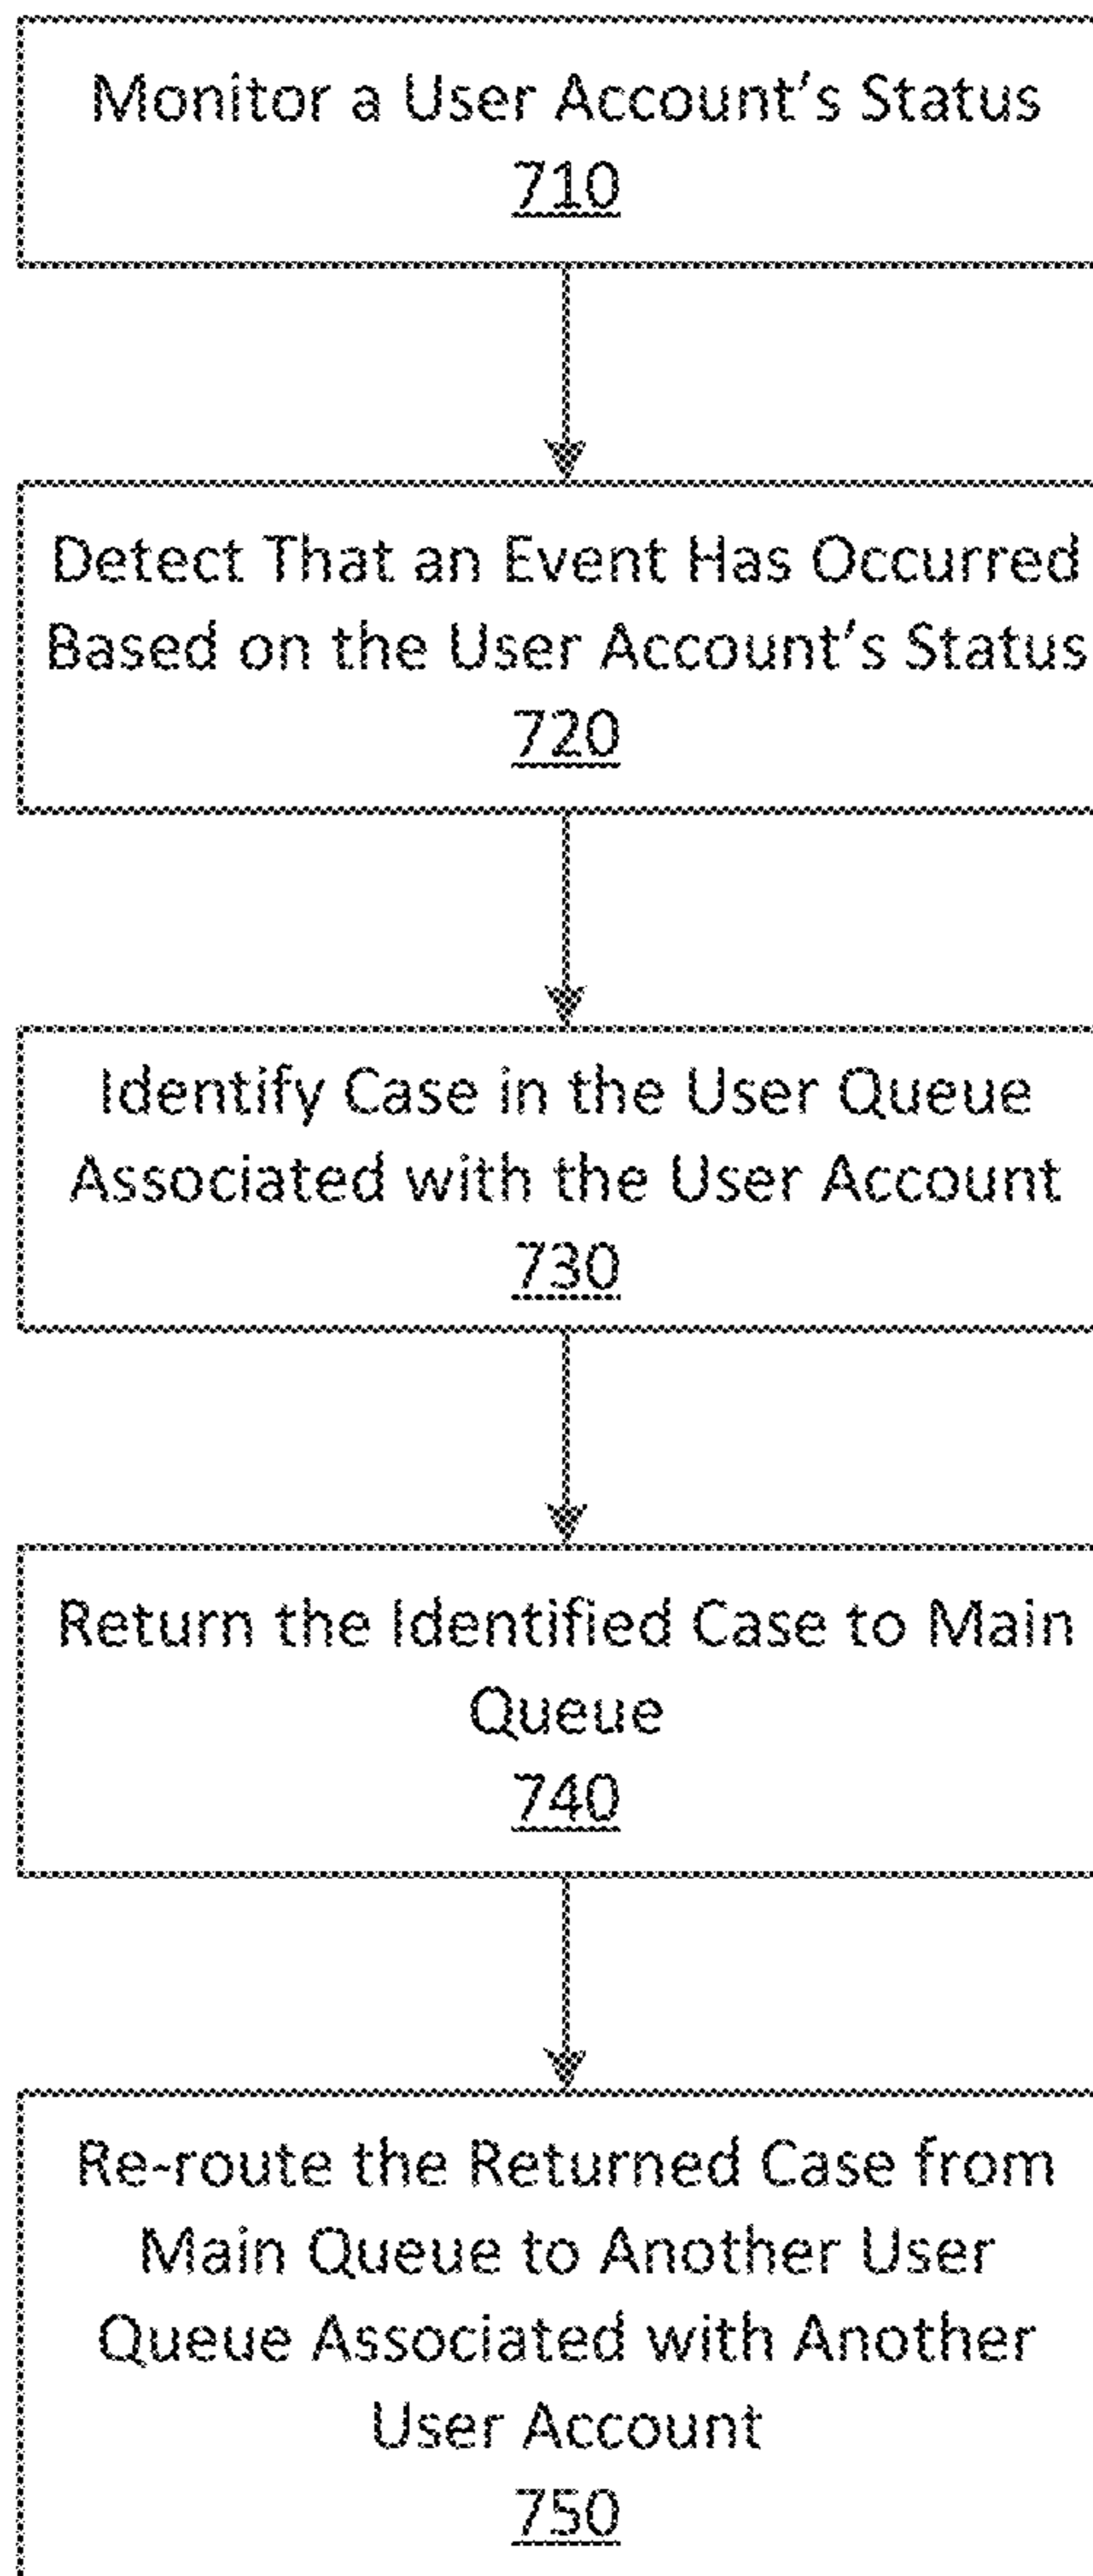 Monitor a User Account's Status
710
Detect That an Event Has Occurred
Based on the User Account's Status
720
Identify Case in the User Queue
Associated with the User Account
730
Return the Identified Case to Main
Queue
740
Re-route the Returned Case from
Main Queue to Another User
Queue Associated with Another
User Account
750